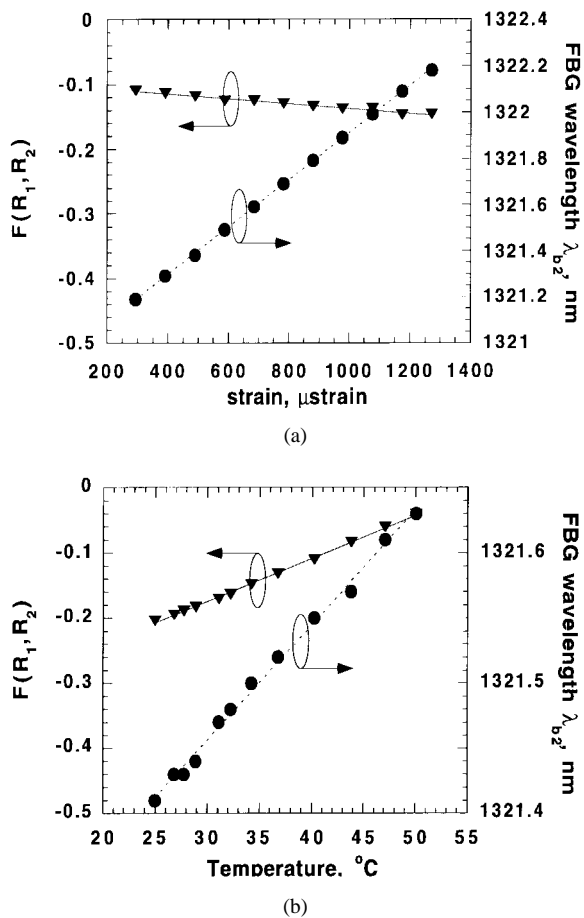 0
-0.1
-0.2
-0.3
-0.4
-0.5
F(R1, R2)
1322.4
1322.2
1322
1321.8
1321.6
1321.4
1321.2
1321
FBG wavelength λb2, nm
200 400 600 800 1000 1200 1400
strain, μstrain
(a)
0
-0.1
-0.2
-0.3
-0.4
-0.5
F(R1, R2)
1321.6
1321.5
1321.4
FBG wavelength λb2, nm
20 25 30 35 40 45 50 55
Temperature, °C
(b)